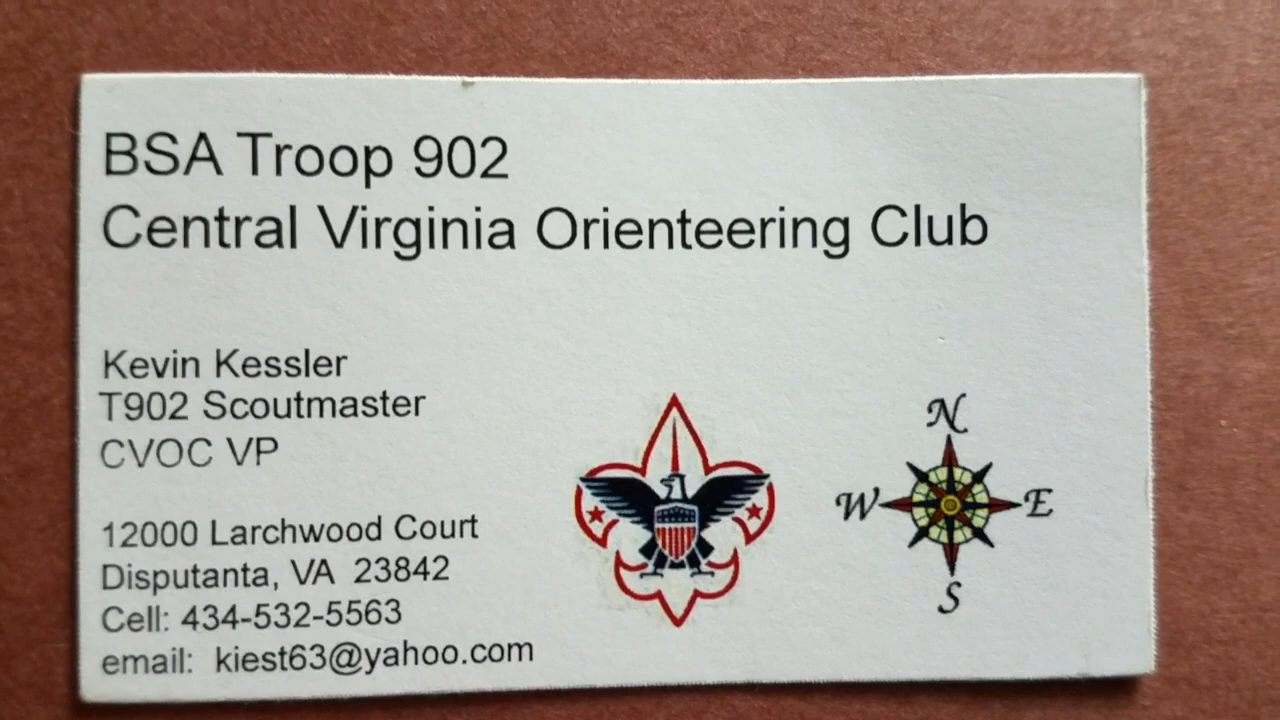 BSA Troop 902
Central Virginia Orienteering Club
Kevin Kessler
T902 Scoutmaster
CVOC VP
12000 Larchwood Court
Disputanta, VA 23842
Cell: 434-532-5563
email: kiest63@yahoo.com
N
W E
S